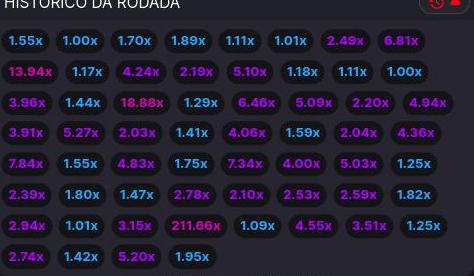 HISTÓRICO DA RODADA
1.55x 1.00x 1.70x 1.89x 1.11x 1.01x 2.49x 6.81x
13.94x 1.17x 4.24x 2.19x 5.10x 1.18x 1.11x 1.00x
3.96x 1.44x 18.88x 1.29x 6.46x 5.09x 2.20x 4.94x
3.91x 5.27x 2.03x 1.41x 4.06x 1.59x 2.04x 4.36x
7.84x 1.55x 4.83x 1.75x 7.34x 4.00x 5.03x 1.25x
2.39x 1.80x 1.47x 2.78x 2.10x 2.53x 2.59x 1.82x
2.94x 1.01x 3.15x 211.66x 1.09x 4.55x 3.51x 1.25x
2.74x 1.42x 5.20x 1.95x